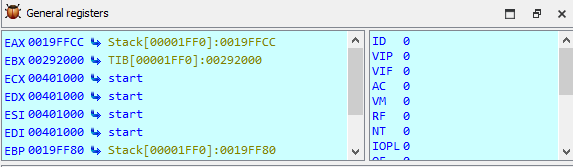 General registers
EAX 0019FFCC Stack[00001FF0]:0019FFCC
EBX 00292000 TIB[00001FF0]:00292000
ECX 00401000 start
EDX 00401000 start
ESI 00401000 start
EDI 00401000 start
EBP 0019FF80 Stack[00001FF0]:0019FF80
ID 0
VIP 0
VIF 0
AC 0
VM 0
RF 0
NT 0
IOPL 0